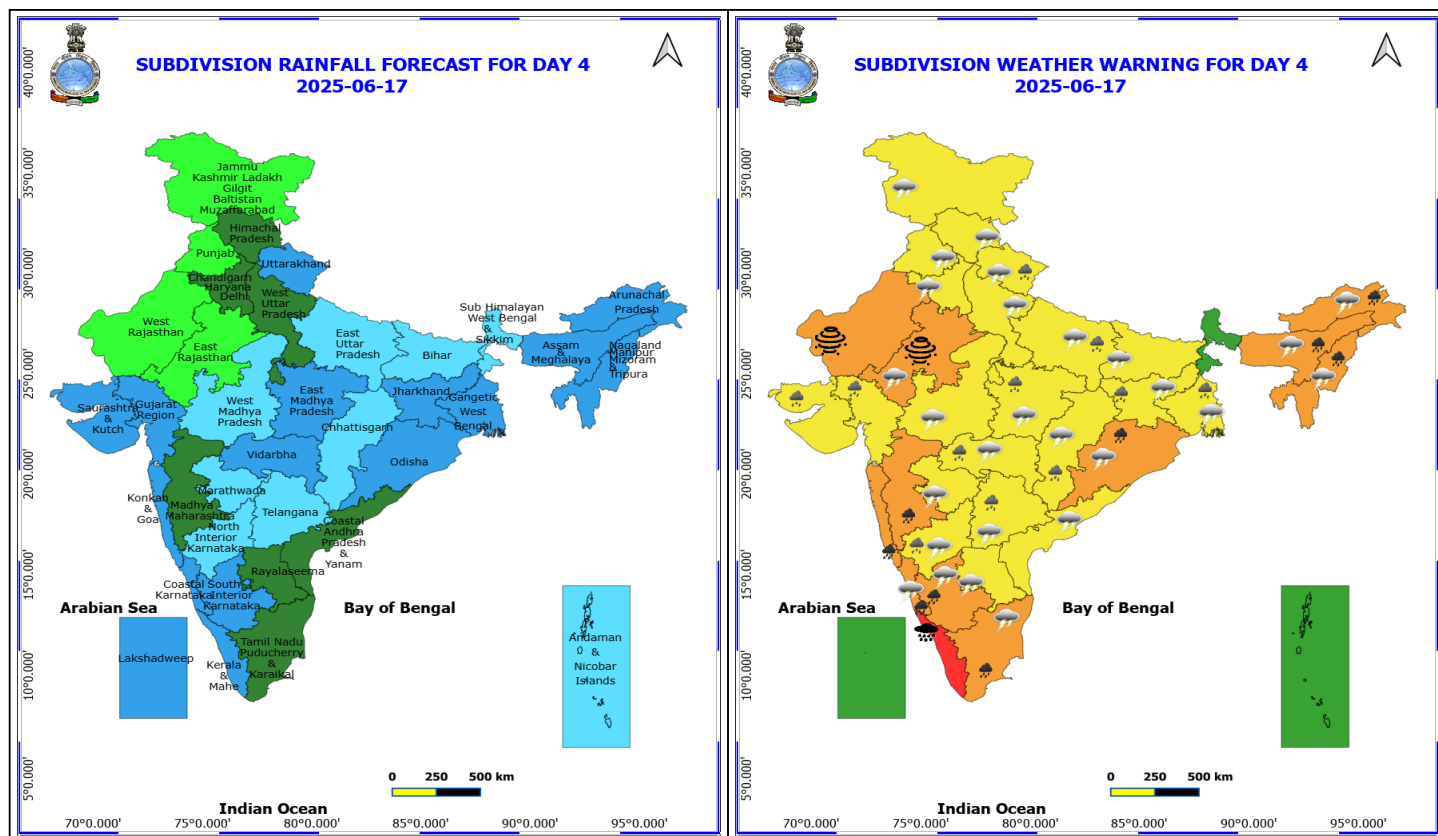 SUBDIVISION RAINFALL FORECAST FOR DAY 4
2025-06-17
40°0.000'
35°0.000'
30°0.000'
25°0.000'
20°0.000'
15°0.000'
10°0.000'
5°0.000'
Jammu
Kashmir Ladakh
Gilgit
Baltistan
Muzaffarabad
Himachal
Pradesh
Punjab
Uttarakhand
Chandigarh
Haryana
Delhi
West
Uttar
Pradesh
West
Rajasthan
East
Rajasthan
East
Uttar
Pradesh
Bihar
Sub Himalayan
West Bengal
&
Sikkim
Arunachal
Pradesh
Assam
&
Meghalaya
Nagaland
Manipur
Mizoram
&
Tripura
Saurashtra
&
Kutch
Gujarat
Region
West
Madhya
Pradesh
East
Madhya
Pradesh
Jharkhand
Gangetic
West
Bengal
Chhattisgarh
Vidarbha
Odisha
Konkan
&
Goa
Madhya
Maharashtra
Marathwada
Telangana
North
Interior
Karnataka
Coastal
Andhra
Pradesh
&
Yanam
Rayalaseema
Coastal
Karnataka
South
Interior
Karnataka
Arabian Sea
Bay of Bengal
Lakshadweep
Kerala
&
Mahe
Tamil Nadu
Puducherry
&
Karaikal
Andaman
&
Nicobar
Islands
0 250 500 km
Indian Ocean
70°0.000' 75°0.000' 80°0.000' 85°0.000' 90°0.000' 95°0.000'
SUBDIVISION WEATHER WARNING FOR DAY 4
2025-06-17
40°0.000'
35°0.000'
30°0.000'
25°0.000'
20°0.000'
15°0.000'
10°0.000'
5°0.000'
Arabian Sea
Bay of Bengal
0 250 500 km
Indian Ocean
70°0.000' 75°0.000' 80°0.000' 85°0.000' 90°0.000' 95°0.000'